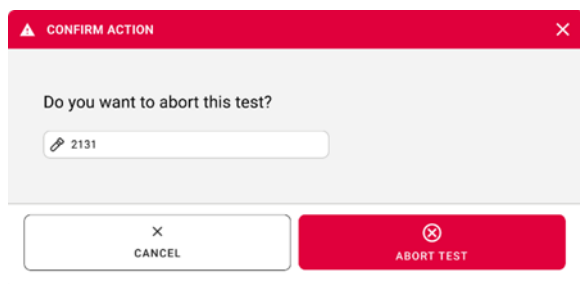 CONFIRM ACTION
Do you want to abort this test?
2131
CANCEL
ABORT TEST